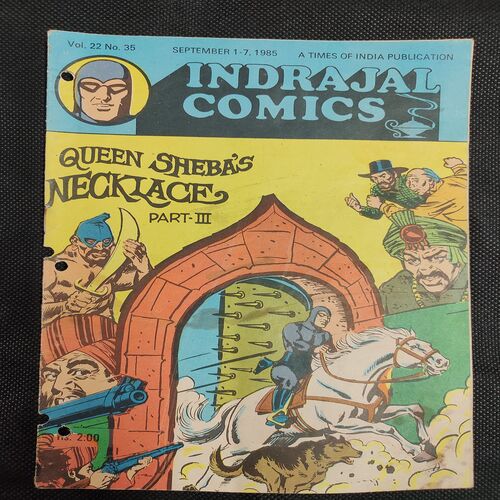 Vol. 22 No. 35
SEPTEMBER 1-7, 1985
A TIMES OF INDIA PUBLICATION
INDRAJAL
COMICS
QUEEN SHEBA'S
NECKLACE
PART-III
Rs. 2.00